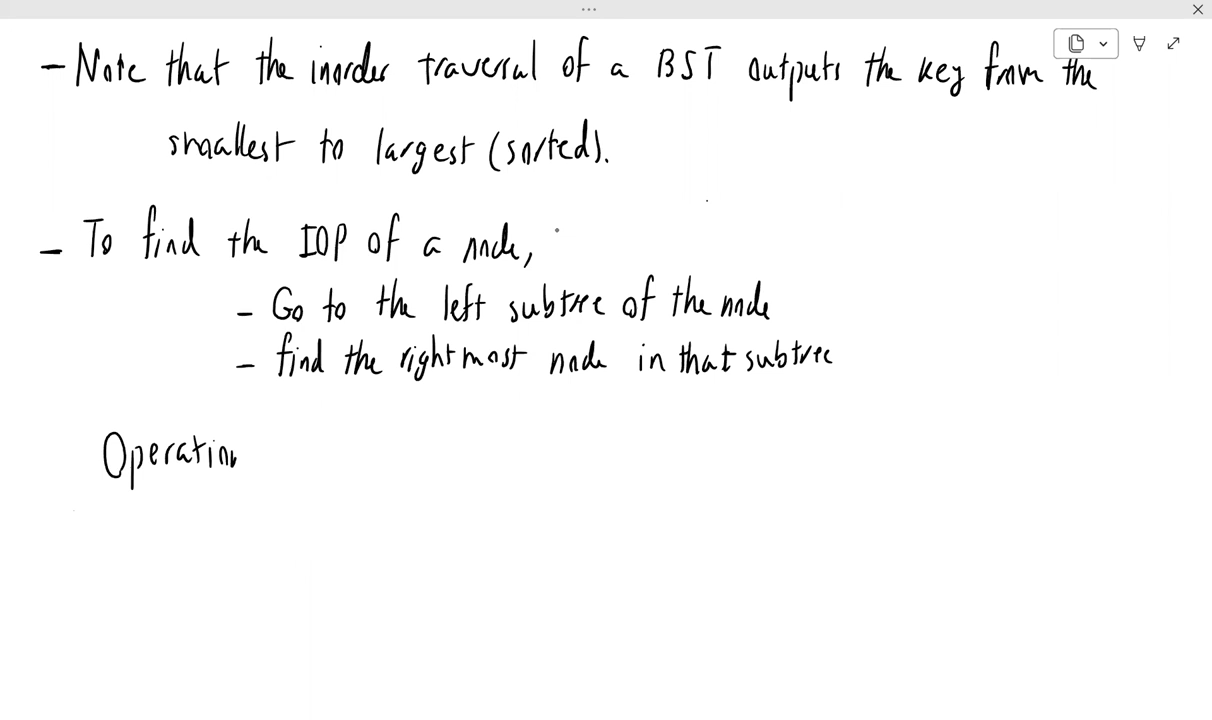 - Note that the inorder traversal of a BST outputs the key from the
smallest to largest (sorted).
- To find the IOP of a node,
- Go to the left subtree of the node
- find the rightmost node in that subtree
Operation